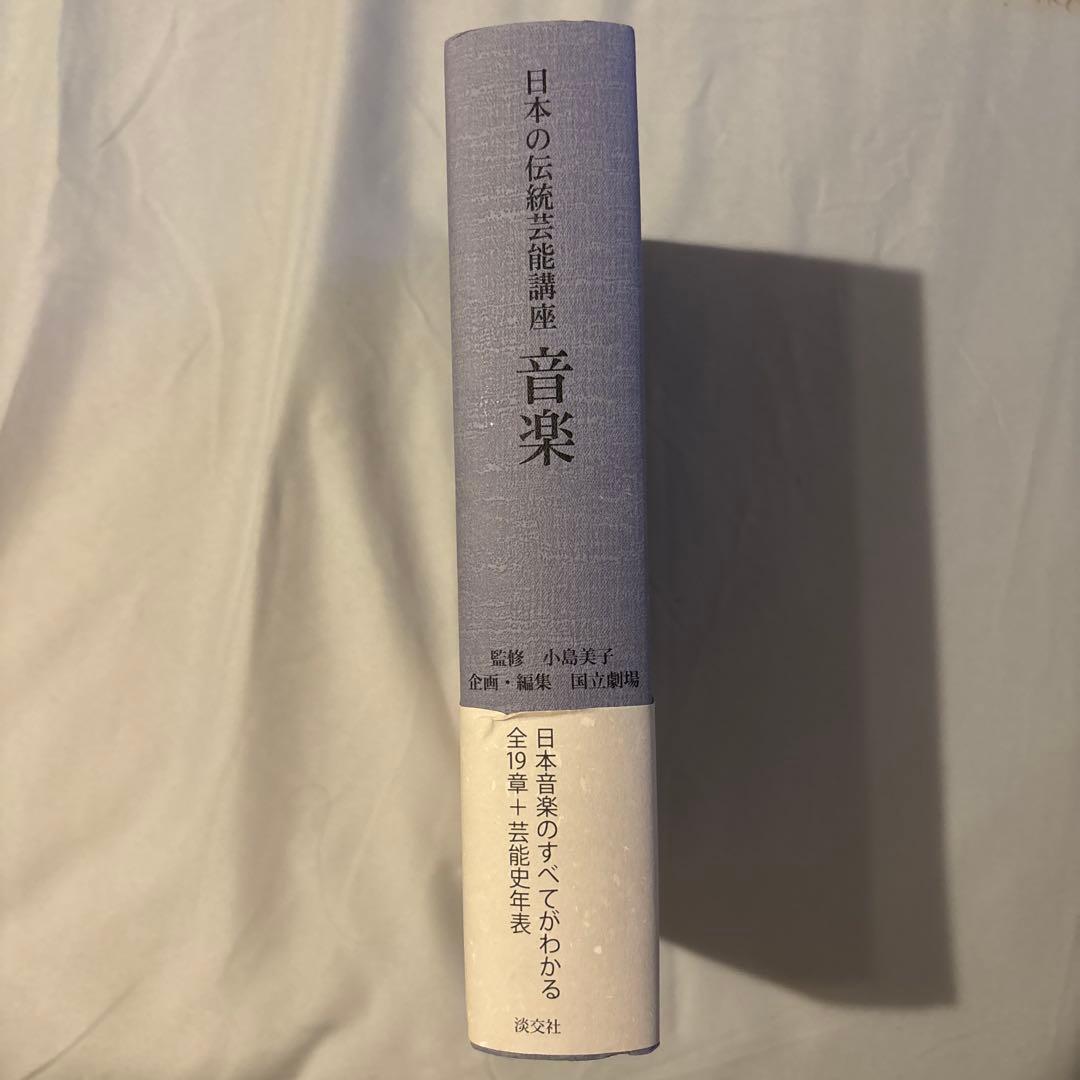 日本の伝統芸能講座 音楽
監修 小島美子
企画・編集 国立劇場
日本音楽のすべてがわかる
全19章+芸能史年表
淡交社